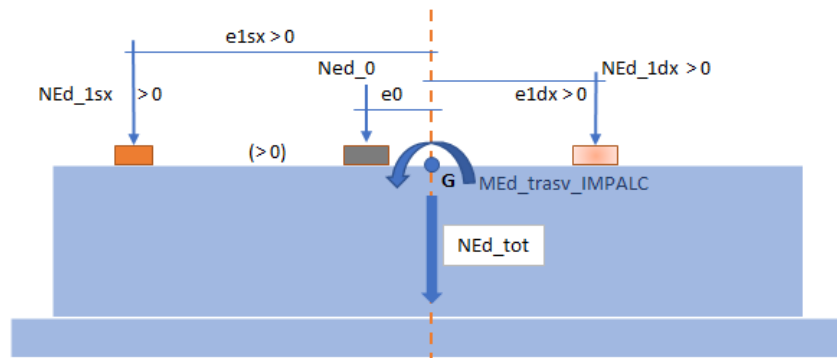 e1sx > 0
Ned_0
NEd_1dx > 0
NEd_1sx > 0
e0
e1dx > 0
(> 0)
G
MEd_trasv_IMPALC
NEd_tot